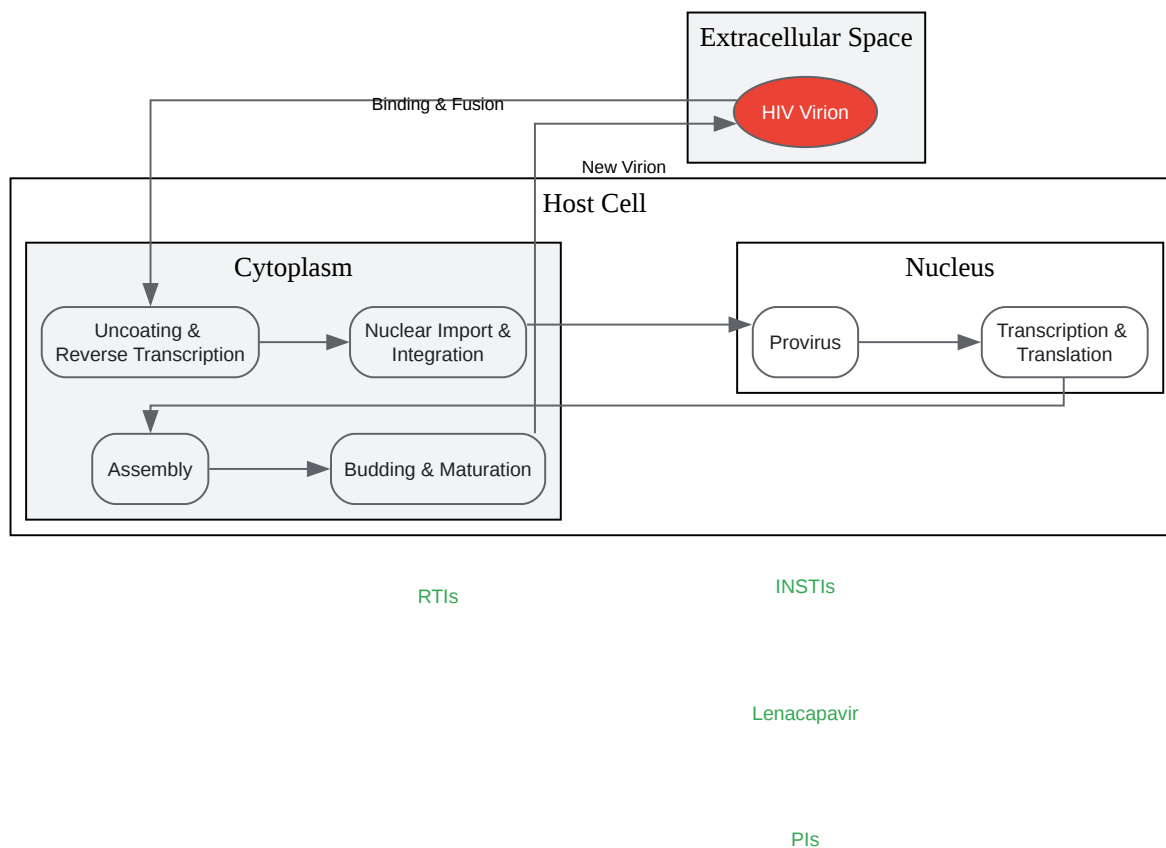 Extracellular Space
HIV Virion
Binding & Fusion
New Virion
Host Cell
Cytoplasm
Nucleus
Uncoating &
Reverse Transcription
Nuclear Import &
Integration
Provirus
Transcription &
Translation
Assembly
Budding & Maturation
RTIs
INSTIs
Lenacapavir
PIs